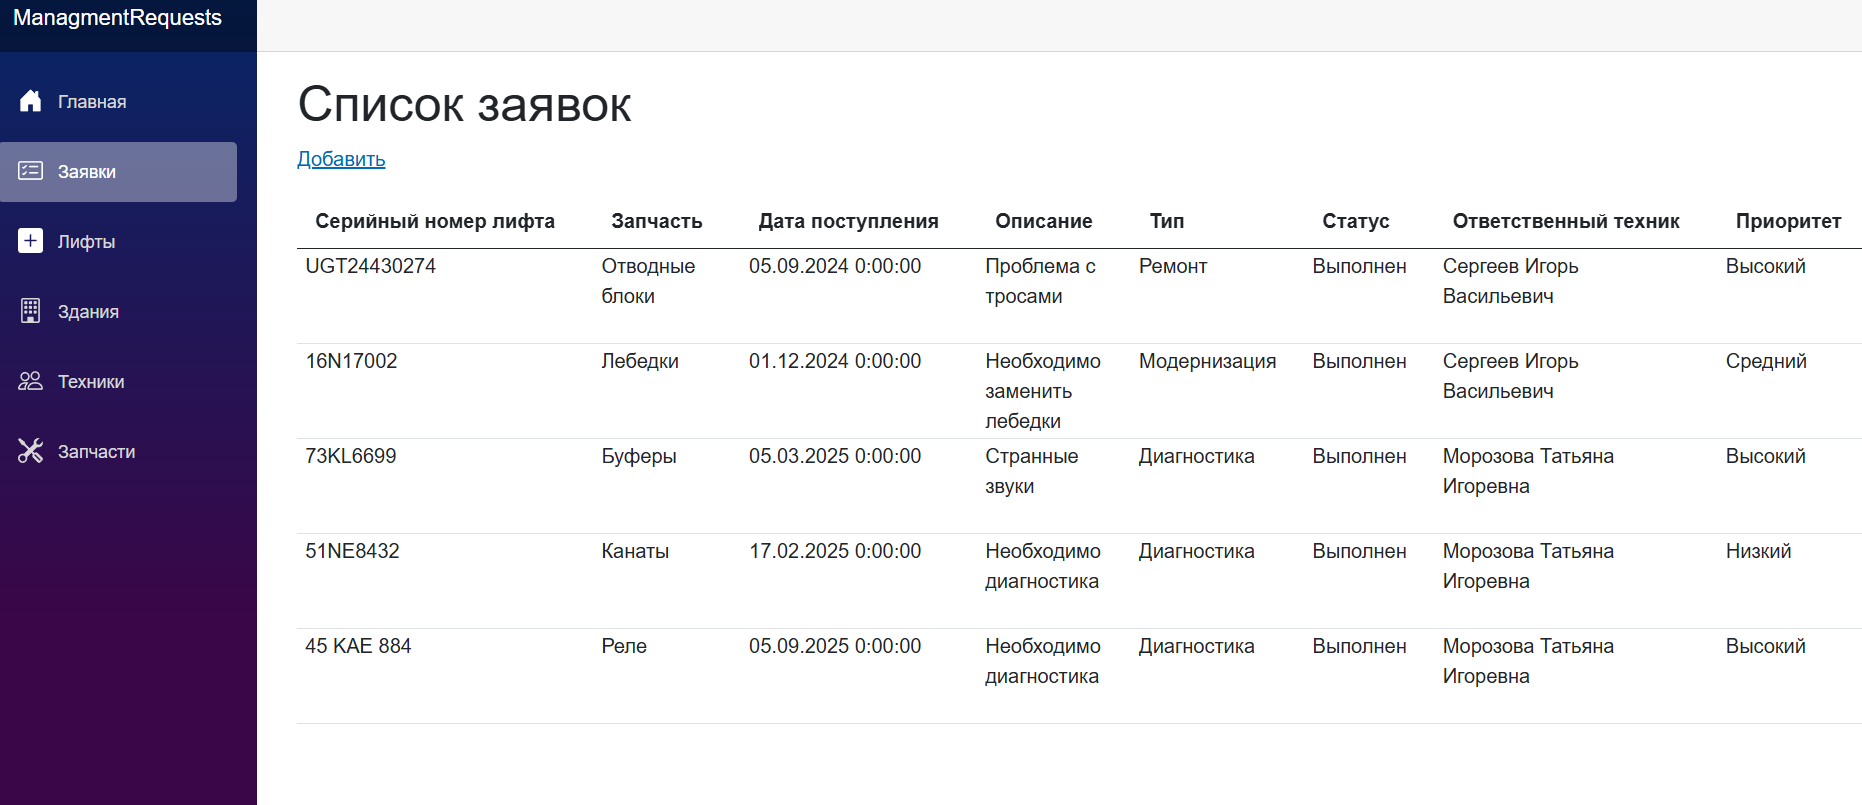 ManagmentRequests
Главная
Заявки
Лифты
Здания
Техники
Запчасти
Список заявок
Добавить
Серийный номер лифта Запчасть Дата поступления Описание Тип Статус Ответственный техник Приоритет
UGT24430274 Отводные 05.09.2024 0:00:00 Проблема с Ремонт Выполнен Сергеев Игорь Высокий
блоки тросами Васильевич
16N17002 Лебедки 01.12.2024 0:00:00 Необходимо Модернизация Выполнен Сергеев Игорь Средний
заменить Васильевич
лебедки
73KL6699 Буферы 05.03.2025 0:00:00 Странные Диагностика Выполнен Морозова Татьяна Высокий
звуки Игоревна
51NE8432 Канаты 17.02.2025 0:00:00 Необходимо Диагностика Выполнен Морозова Татьяна Низкий
диагностика Игоревна
45 KAE 884 Реле 05.09.2025 0:00:00 Необходимо Диагностика Выполнен Морозова Татьяна Высокий
диагностика Игоревна